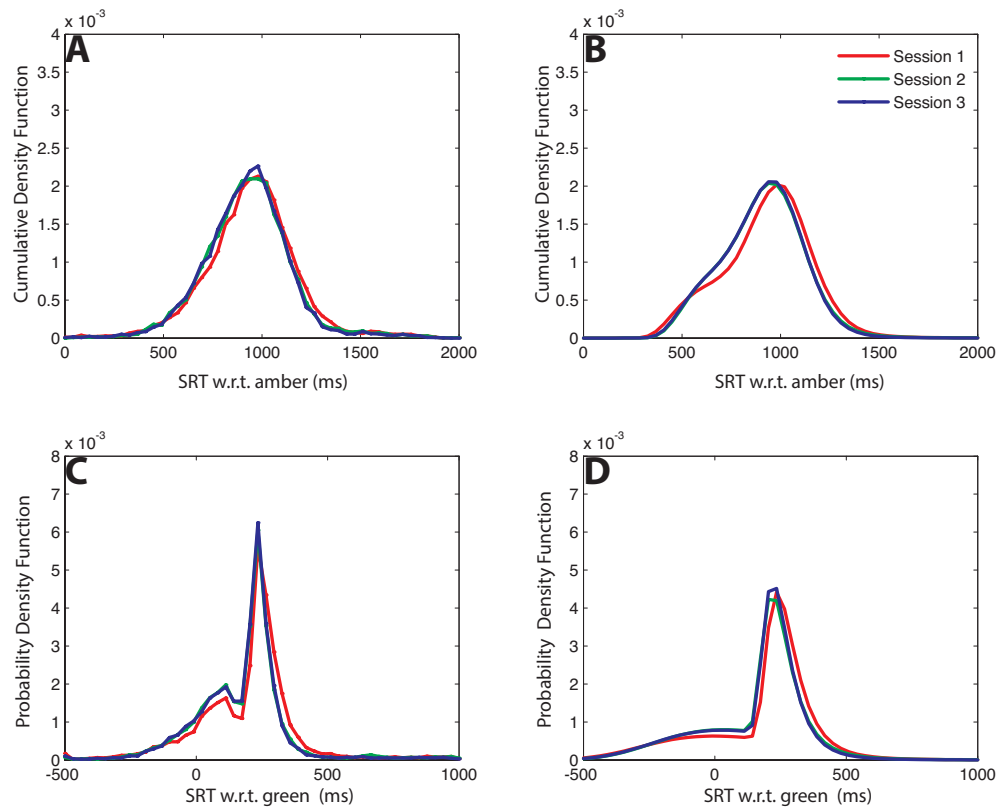 x 10⁻³
A
4
3.5
3
2.5
2
1.5
1
0.5
0
Cumulative Density Function
0 500 1000 1500 2000
SRT w.r.t. amber (ms)
x 10⁻³
B
Session 1
Session 2
Session 3
4
3.5
3
2.5
2
1.5
1
0.5
0
Cumulative Density Function
0 500 1000 1500 2000
SRT w.r.t. amber (ms)
x 10⁻³
C
8
7
6
5
4
3
2
1
0
Probability Density Function
-500 0 500 1000
SRT w.r.t. green (ms)
x 10⁻³
D
8
7
6
5
4
3
2
1
0
Probability Density Function
-500 0 500 1000
SRT w.r.t. green (ms)